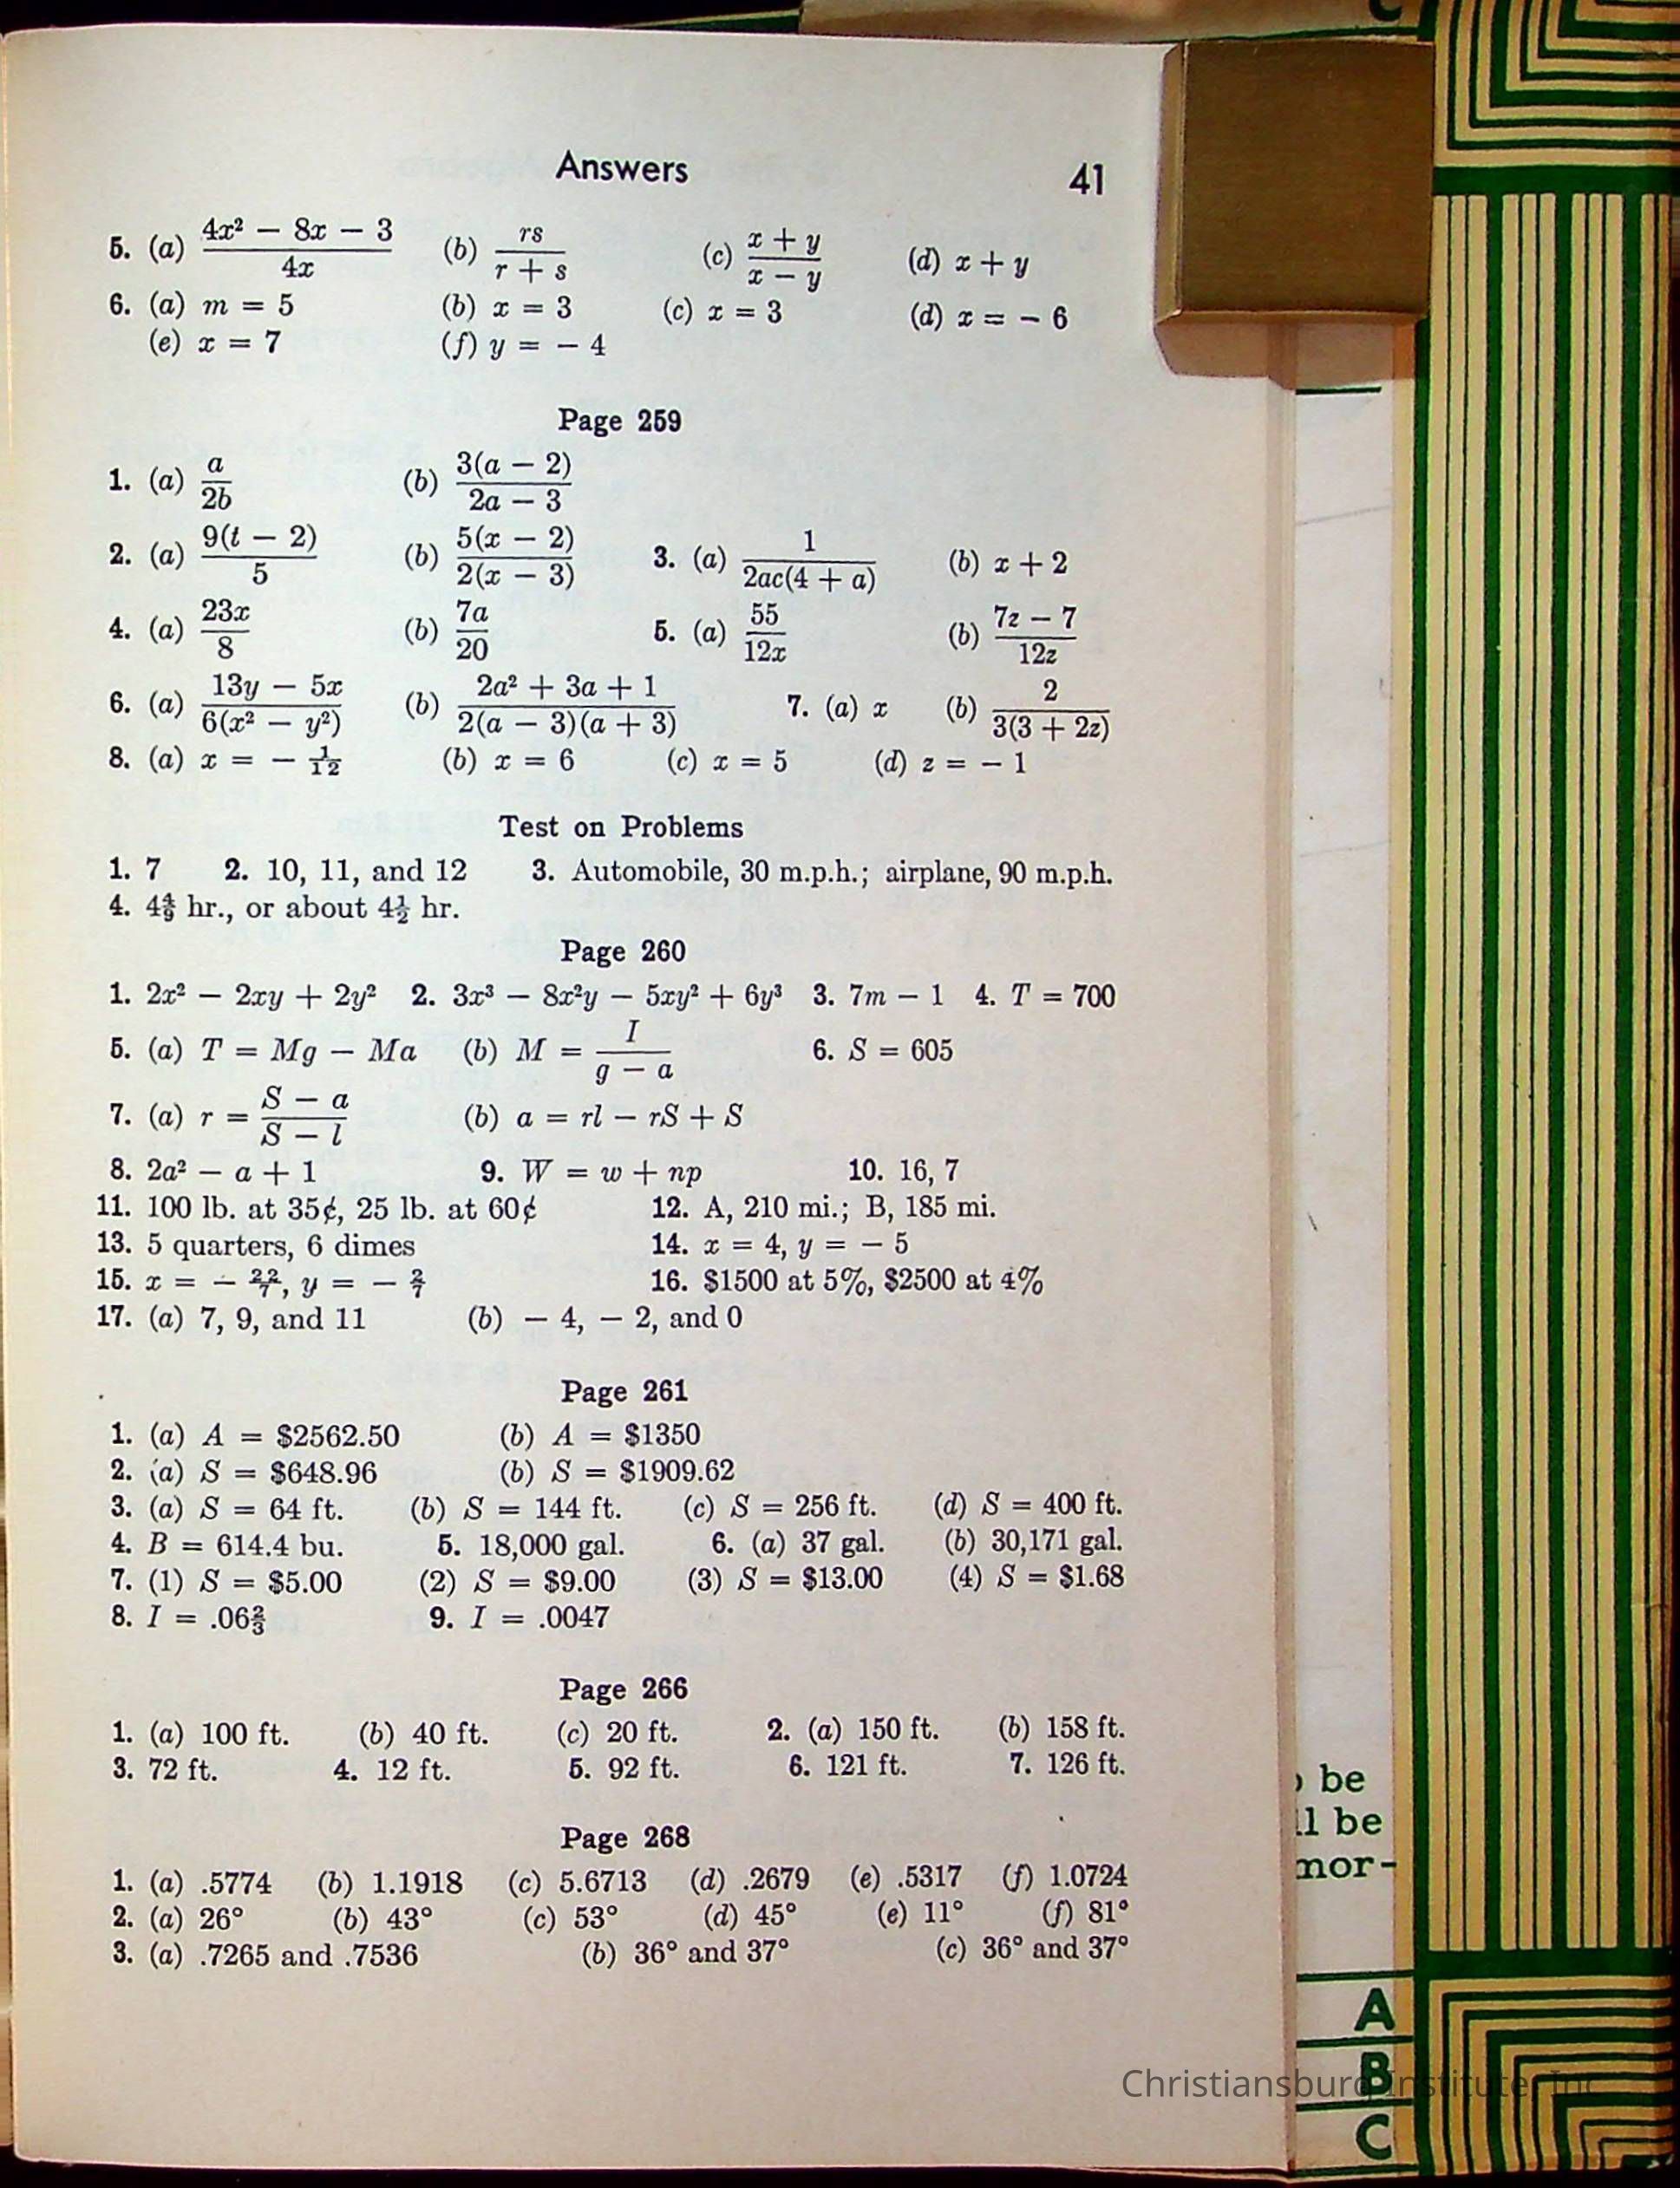 Answers 41
5. (a) (4x² − 8x − 3)/(4x) (b) rs/(r + s) (c) (x + y)/(x − y) (d) x + y
6. (a) m = 5 (b) x = 3 (c) x = 3 (d) x = − 6
(e) x = 7 (f) y = − 4
Page 259
1. (a) a/2b (b) 3(a − 2)/(2a − 3)
2. (a) 9(t − 2)/5 (b) 5(x − 2)/2(x − 3) 3. (a) 1/2ac(4 + a) (b) x + 2
4. (a) 23x/8 (b) 7a/20 5. (a) 55/12x (b) (7z − 7)/12z
6. (a) (13y − 5x)/6(x² − y²) (b) (2a² + 3a + 1)/2(a − 3)(a + 3) 7. (a) x (b) 2/3(3 + 2z)
8. (a) x = − 1/12 (b) x = 6 (c) x = 5 (d) z = − 1
Test on Problems
1. 7 2. 10, 11, and 12 3. Automobile, 30 m.p.h.; airplane, 90 m.p.h.
4. 4 4/9 hr., or about 4½ hr.
Page 260
1. 2x² − 2xy + 2y² 2. 3x³ − 8x²y − 5xy² + 6y³ 3. 7m − 1 4. T = 700
5. (a) T = Mg − Ma (b) M = I/(g − a) 6. S = 605
7. (a) r = (S − a)/(S − l) (b) a = rl − rS + S
8. 2a² − a + 1 9. W = w + np 10. 16, 7
11. 100 lb. at 35¢, 25 lb. at 60¢ 12. A, 210 mi.; B, 185 mi.
13. 5 quarters, 6 dimes 14. x = 4, y = − 5
15. x = − 22/7, y = − 2/7 16. $1500 at 5%, $2500 at 4%
17. (a) 7, 9, and 11 (b) − 4, − 2, and 0
Page 261
1. (a) A = $2562.50 (b) A = $1350
2. (a) S = $648.96 (b) S = $1909.62
3. (a) S = 64 ft. (b) S = 144 ft. (c) S = 256 ft. (d) S = 400 ft.
4. B = 614.4 bu. 5. 18,000 gal. 6. (a) 37 gal. (b) 30,171 gal.
7. (1) S = $5.00 (2) S = $9.00 (3) S = $13.00 (4) S = $1.68
8. I = .06⅔ 9. I = .0047
Page 266
1. (a) 100 ft. (b) 40 ft. (c) 20 ft. 2. (a) 150 ft. (b) 158 ft.
3. 72 ft. 4. 12 ft. 5. 92 ft. 6. 121 ft. 7. 126 ft.
Page 268
1. (a) .5774 (b) 1.1918 (c) 5.6713 (d) .2679 (e) .5317 (f) 1.0724
2. (a) 26° (b) 43° (c) 53° (d) 45° (e) 11° (f) 81°
3. (a) .7265 and .7536 (b) 36° and 37° (c) 36° and 37°
be
be
mor-
A
B
C
Christiansburg Institute, Inc